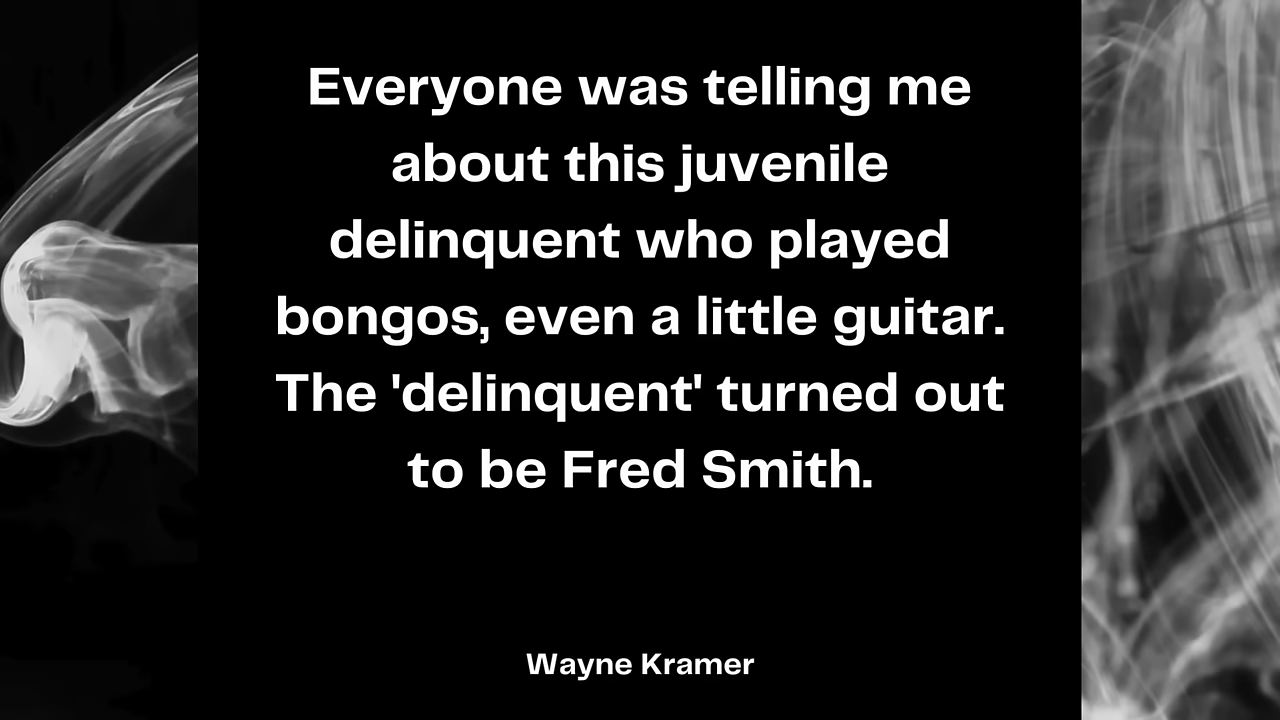 Everyone was telling me
about this juvenile
delinquent who played
bongos, even a little guitar.
The 'delinquent' turned out
to be Fred Smith.
Wayne Kramer